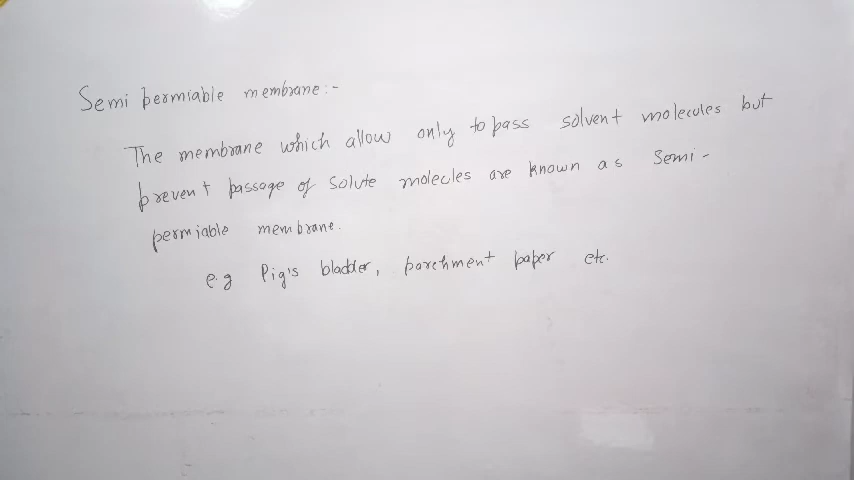 Semi permiable membrane:-
The membrane which allow only to pass solvent molecules but
prevent passage of solute molecles are known as semi-
permiable membrane.
e.g Pig's bladder, parchment paper etc.